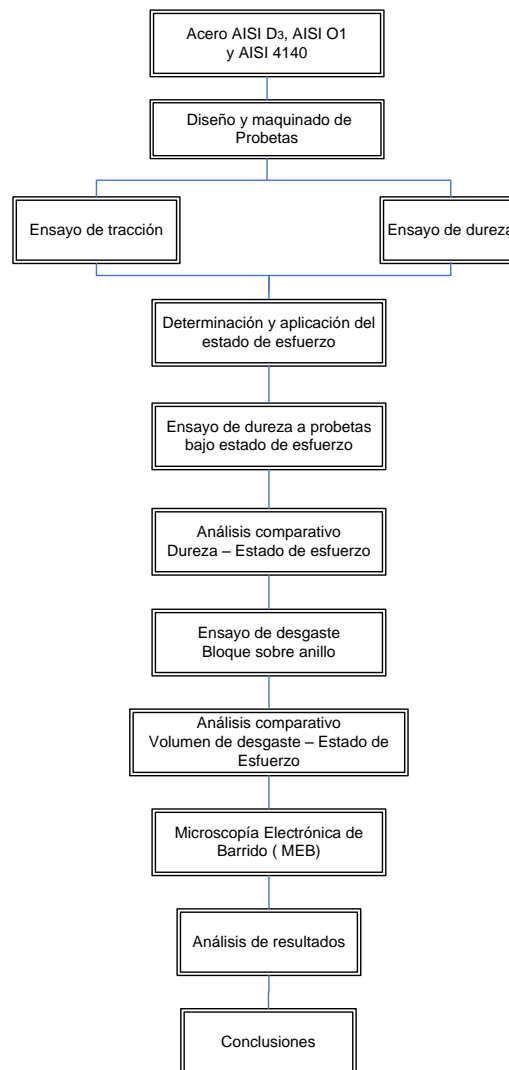 Acero AISI D3, AISI O1
y AISI 4140
Diseño y maquinado de
Probetas
Ensayo de tracción
Ensayo de dureza
Determinación y aplicación del
estado de esfuerzo
Ensayo de dureza a probetas
bajo estado de esfuerzo
Análisis comparativo
Dureza – Estado de esfuerzo
Ensayo de desgaste
Bloque sobre anillo
Análisis comparativo
Volumen de desgaste – Estado de
Esfuerzo
Microscopía Electrónica de
Barrido ( MEB)
Análisis de resultados
Conclusiones